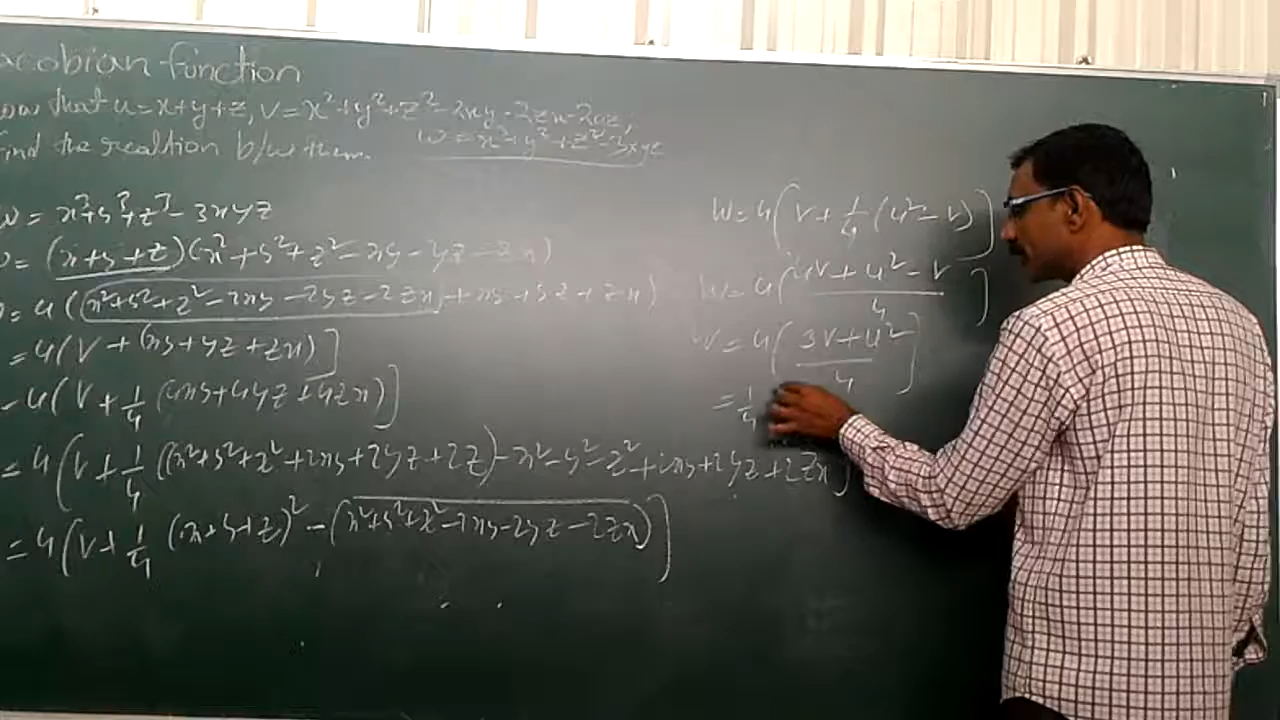 acobian function
ow that u = x+y+z, v = x²+y²+z²-2xy-2zx-2yz,
w = x³+y³+z³-3xyz
Find the realtion b/w them.
w = x³+y³+z³-3xyz
= (x+y+z)(x²+y²+z²-xy-yz-zx)
= u(x²+y²+z²-2xy-2yz-2zx+xy+yz+zx)
= u(v+(xy+yz+zx)]
= u(v+1/4 (4xy+4yz+4zx)]
= u(v+1/4 ((x²+y²+z²+2xy+2yz+2z)-x²-y²-z²+2xy+2yz+2zx)
= u(v+1/4 (x+y+z)²-(x²+y²+z²-2xy-2yz-2zx)]
w = u(v+1/4(u²-v)]
w = u(4v+u²-v/4]
w = u(3v+u²/4]
= 1/4